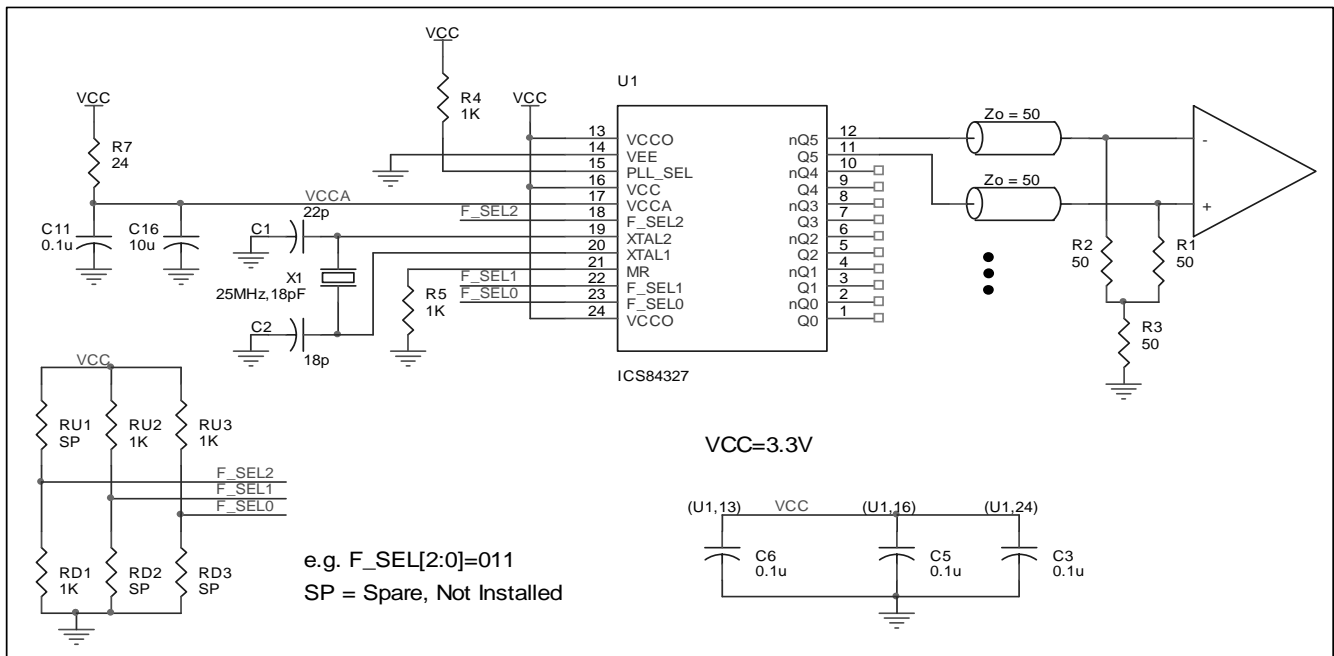 VCC
R4
1K
VCC
R7
24
VCC
U1
13
14
15
16
17
18
19
20
21
22
23
24
VCCO
VEE
PLL_SEL
VCC
VCCA
F_SEL2
XTAL2
XTAL1
MR
F_SEL1
F_SEL0
VCCO
nQ5
Q5
nQ4
Q4
nQ3
Q3
nQ2
Q2
nQ1
Q1
nQ0
Q0
12
11
10
9
8
7
6
5
4
3
2
1
ICS84327
VCCA
22p
F_SEL2
C11
0.1u
C16
10u
C1
X1
25MHz,18pF
C2
18p
R5
1K
F_SEL1
F_SEL0
Zo = 50
Zo = 50
-
+
R2
50
R1
50
R3
50
VCC
RU1
SP
RU2
1K
RU3
1K
F_SEL2
F_SEL1
F_SEL0
RD1
1K
RD2
SP
RD3
SP
e.g. F_SEL[2:0]=011
SP = Spare, Not Installed
VCC=3.3V
(U1,13)
VCC
(U1,16)
(U1,24)
C6
0.1u
C5
0.1u
C3
0.1u